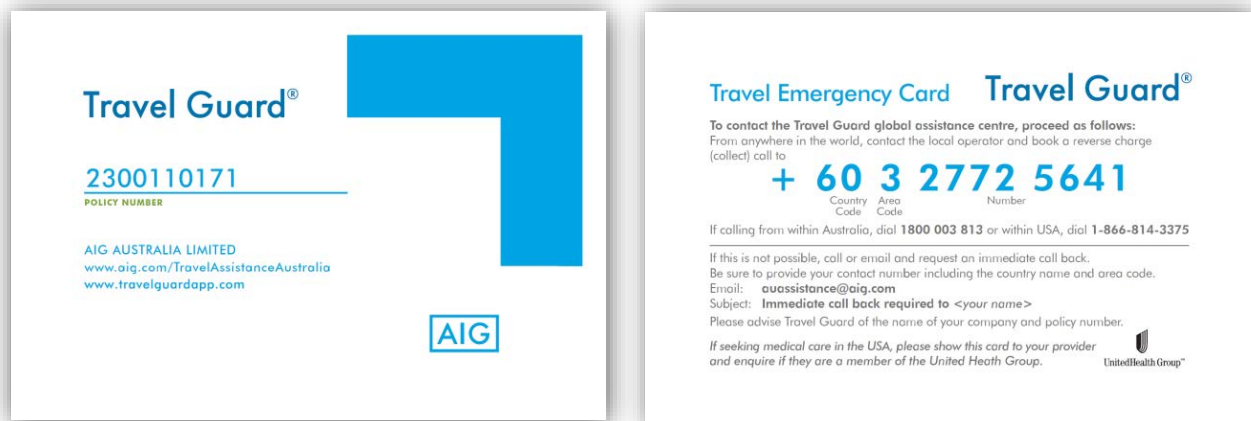 Travel Guard®
2300110171
POLICY NUMBER
AIG AUSTRALIA LIMITED
www.aig.com/TravelAssistanceAustralia
www.travelguardapp.com
AIG
Travel Emergency Card Travel Guard®
To contact the Travel Guard global assistance centre, proceed as follows:
From anywhere in the world, contact the local operator and book a reverse charge
(collect) call to
+ 60 3 2772 5641
Country Area Number
Code Code
If calling from within Australia, dial 1800 003 813 or within USA, dial 1-866-814-3375
If this is not possible, call or email and request an immediate call back.
Be sure to provide your contact number including the country name and area code.
Email: auassistance@aig.com
Subject: Immediate call back required to <your name>
Please advise Travel Guard of the name of your company and policy number.
If seeking medical care in the USA, please show this card to your provider
and enquire if they are a member of the United Heath Group.
UnitedHealth Group™